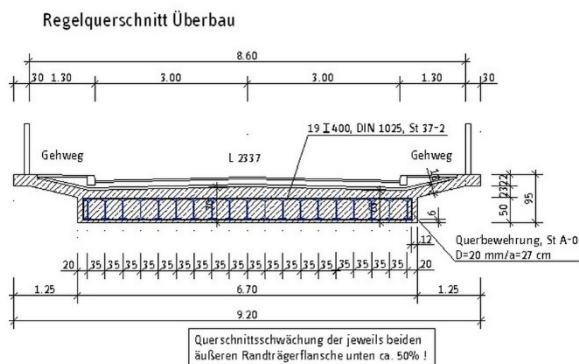 Regelquerschnitt Überbau
8.60
30 1.30 3.00 3.00 1.30 30
19 I 400, DIN 1025, St 37-2
Gehweg L 2337 Gehweg
50 23 22
95
12
Querbewehrung, St A-0
D=20 mm/a=27 cm
20 35 35 35 35 35 35 35 35 35 35 35 35 35 35 35 35 35 35 20
1.25 6.70 1.25
9.20
Querschnittsschwächung der jeweils beiden
äußeren Randträgerflansche unten ca. 50% !